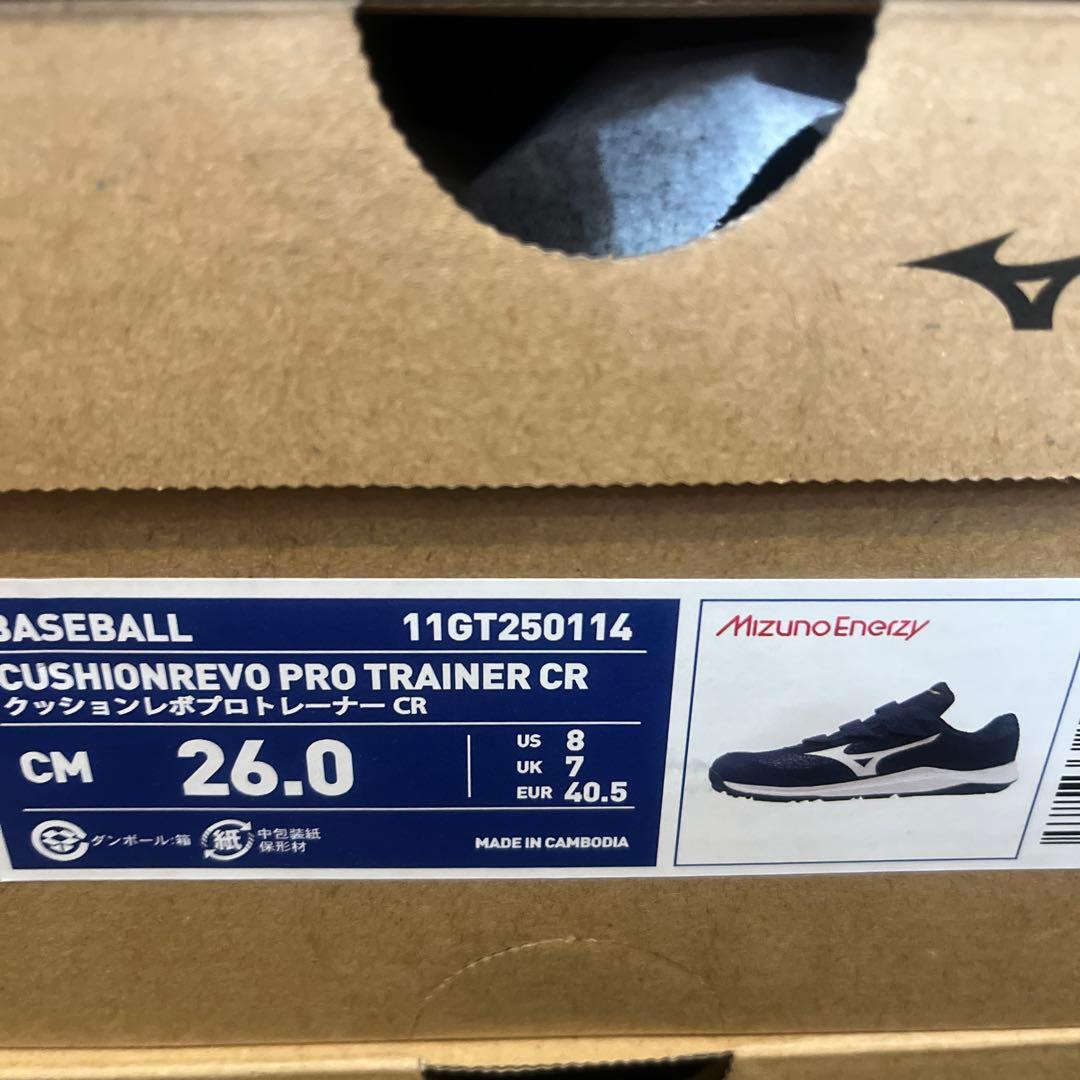 BASEBALL 11GT250114
CUSHIONREVO PRO TRAINER CR
クッションレボプロトレーナー CR
CM 26.0
US 8
UK 7
EUR 40.5
ダンボール:箱
紙 中包装紙
保形材
MADE IN CAMBODIA
Mizuno Enerzy